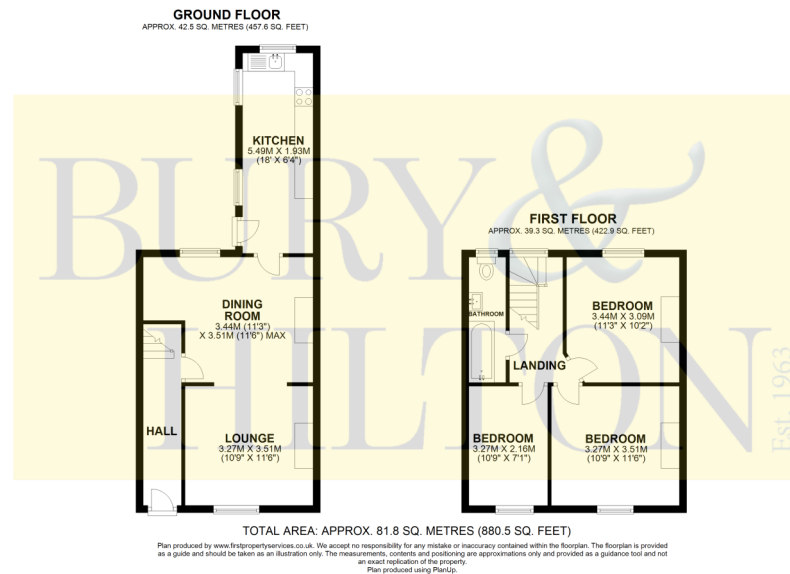 GROUND FLOOR
APPROX. 42.5 SQ. METRES (457.6 SQ. FEET)
KITCHEN
5.49M X 1.93M
(18' X 6'4")
DINING
ROOM
3.44M (11'3")
X 3.51M (11'6") MAX
HALL
LOUNGE
3.27M X 3.51M
(10'9" X 11'6")
FIRST FLOOR
APPROX. 39.3 SQ. METRES (422.9 SQ. FEET)
BATHROOM
BEDROOM
3.44M X 3.09M
(11'3" X 10'2")
LANDING
BEDROOM
3.27M X 2.16M
(10'9" X 7'1")
BEDROOM
3.27M X 3.51M
(10'9" X 11'6")
BURY &
HILTON
Est. 1963
TOTAL AREA: APPROX. 81.8 SQ. METRES (880.5 SQ. FEET)
Plan produced by www.firstpropertyservices.co.uk. We accept no responsibility for any mistake or inaccuracy contained within the floorplan. The floorplan is provided
as a guide and should be taken as an illustration only. The measurements, contents and positioning are approximations only and provided as a guidance tool and not
an exact replication of the property.
Plan produced using PlanUp.